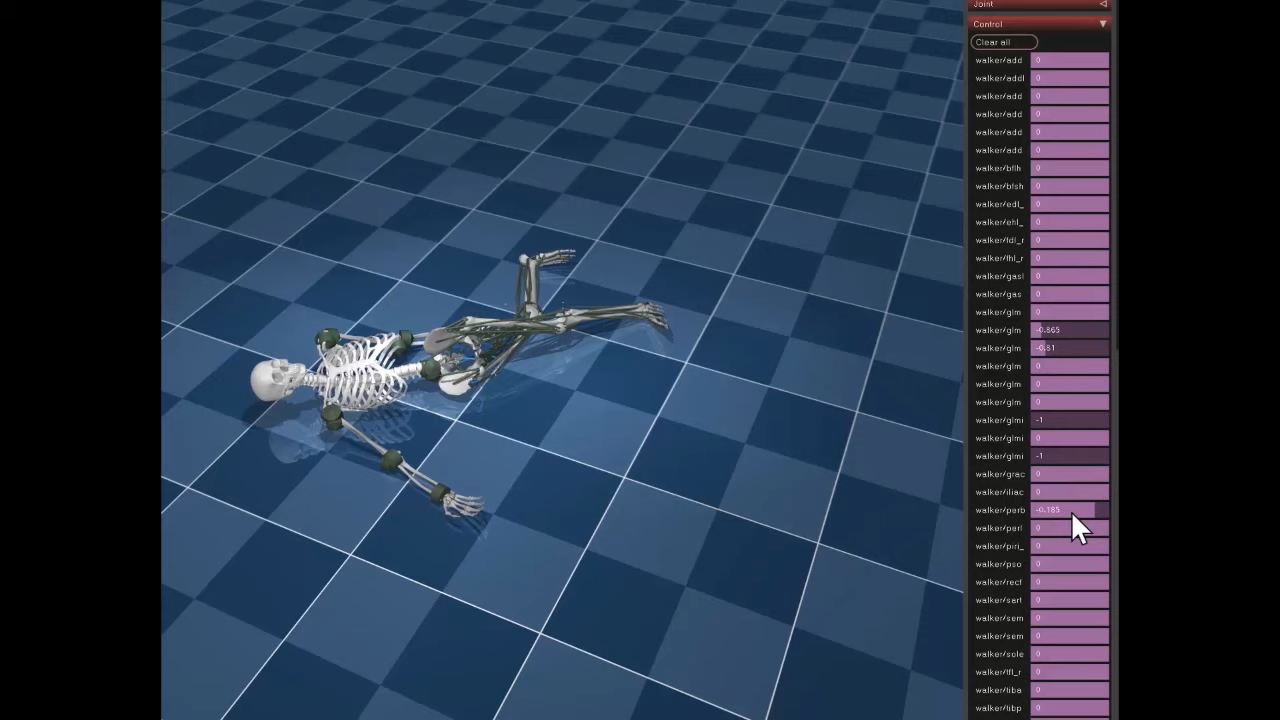 Joint
Control
Clear all
walker/add 0
walker/addl 0
walker/add 0
walker/add 0
walker/add 0
walker/add 0
walker/bflh 0
walker/bfsh 0
walker/edl_ 0
walker/ehl_ 0
walker/fdl_r 0
walker/fhl_r 0
walker/gasl 0
walker/gas 0
walker/glm 0
walker/glm -0.865
walker/glm -0.81
walker/glm 0
walker/glm 0
walker/glm 0
walker/glmi -1
walker/glmi 0
walker/glmi -1
walker/grac 0
walker/iliac 0
walker/perb -0.185
walker/perl 0
walker/piri_ 0
walker/pso 0
walker/recf 0
walker/sart 0
walker/sem 0
walker/sem 0
walker/sole 0
walker/tfl_r 0
walker/tiba 0
walker/tibp 0